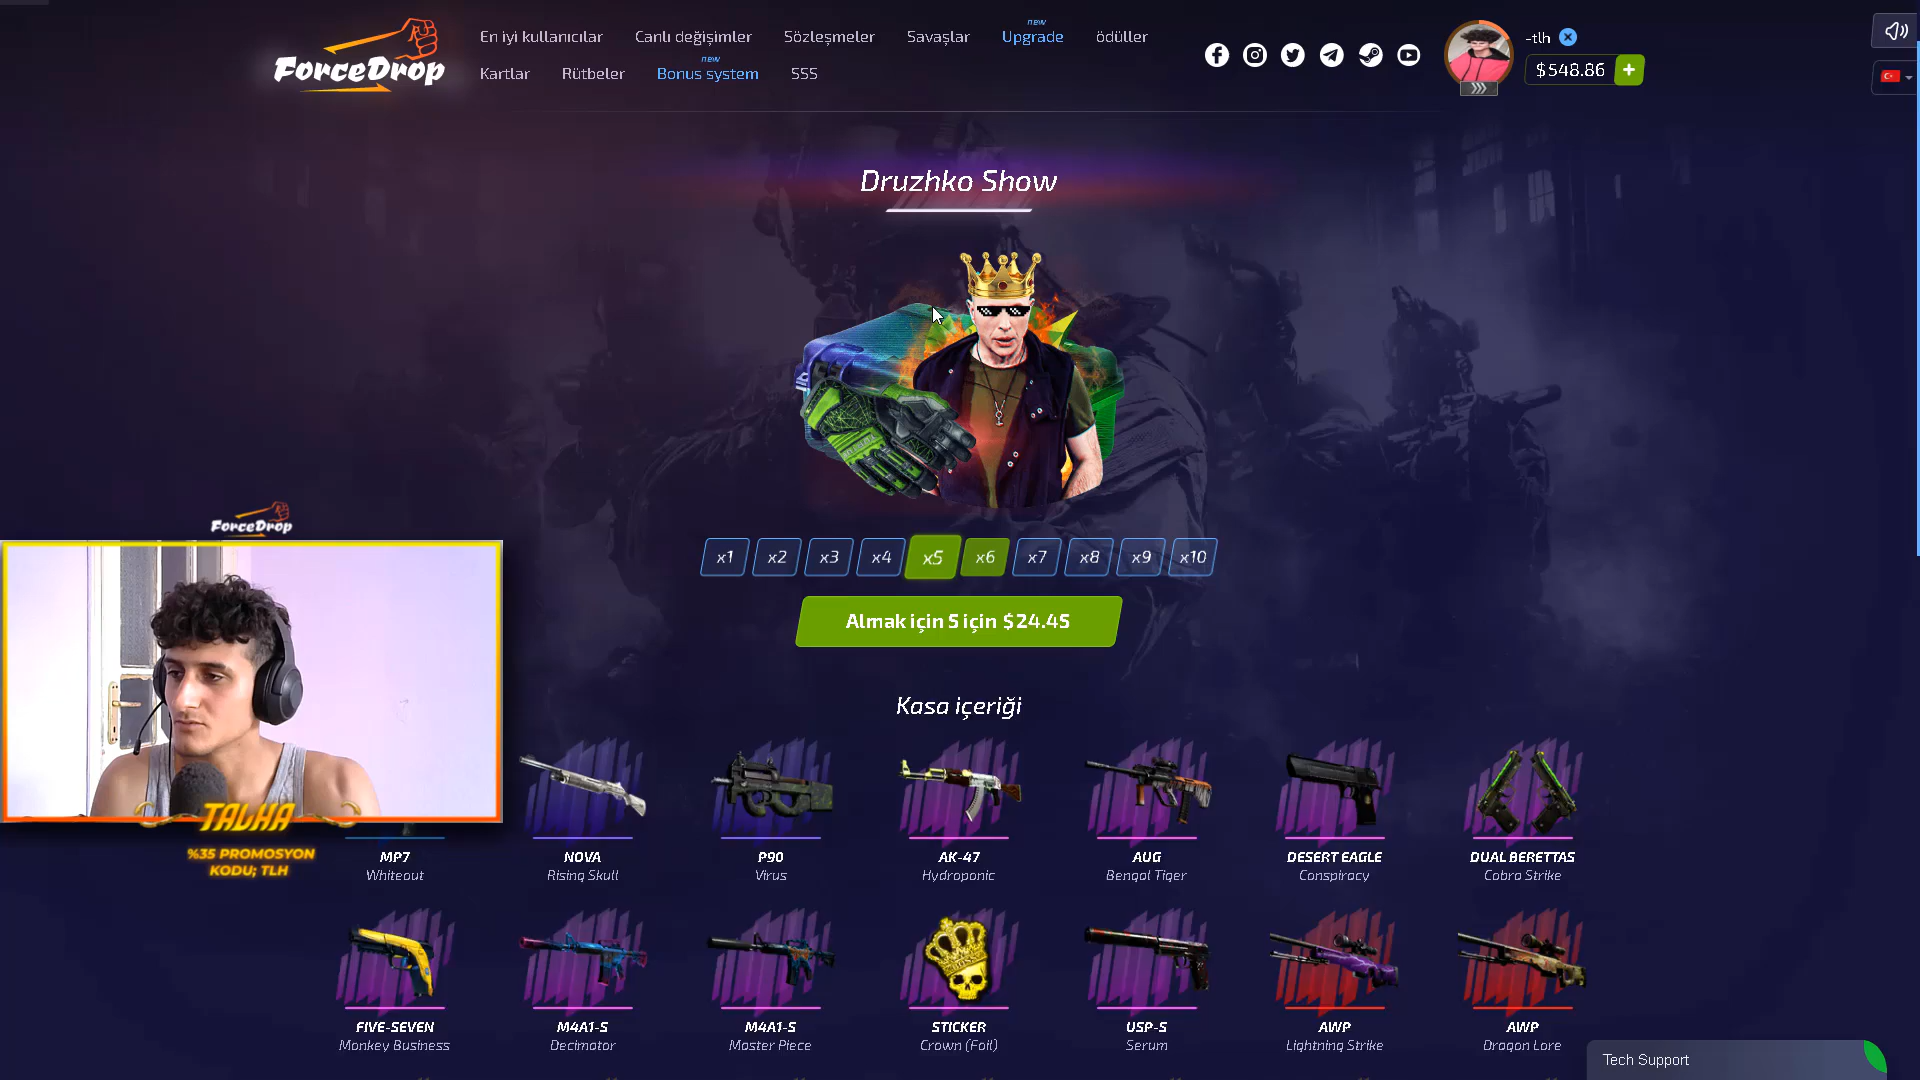 ForceDrop
En iyi kullanıcılar
Canlı değişimler
Sözleşmeler
Savaşlar
new
Upgrade
ödüller
Kartlar
Rütbeler
new
Bonus system
SSS
-tlh
$548.86
+
Druzhko Show
x1
x2
x3
x4
x5
x6
x7
x8
x9
x10
Almak için 5 için $24.45
Kasa içeriği
ForceDrop
TALHA
%35 PROMOSYON
KODU; TLH
MP7
Whiteout
NOVA
Rising Skull
P90
Virus
AK-47
Hydroponic
AUG
Bengal Tiger
DESERT EAGLE
Conspiracy
DUAL BERETTAS
Cobra Strike
FIVE-SEVEN
Monkey Business
M4A1-S
Decimator
M4A1-S
Master Piece
STICKER
Crown (Foil)
USP-S
Serum
AWP
Lightning Strike
AWP
Dragon Lore
Tech Support